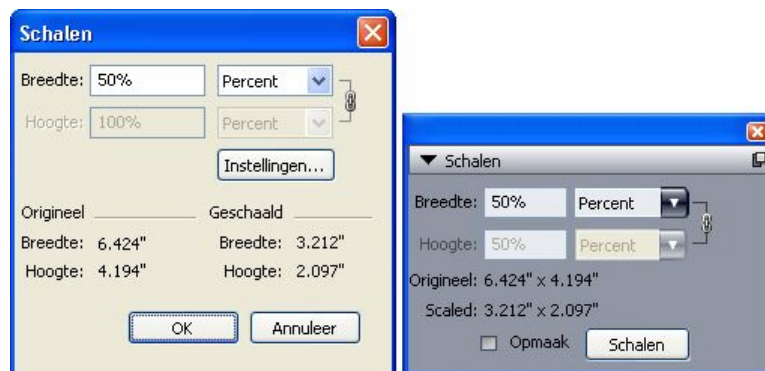 Schalen
Breedte: 50% Percent
Hoogte: 100% Percent
Instellingen...
Origineel Geschaald
Breedte: 6.424" Breedte: 3.212"
Hoogte: 4.194" Hoogte: 2.097"
OK Annuleer
Schalen
Breedte: 50% Percent
Hoogte: 50% Percent
Origineel: 6.424" x 4.194"
Scaled: 3.212" x 2.097"
Opmaak Schalen